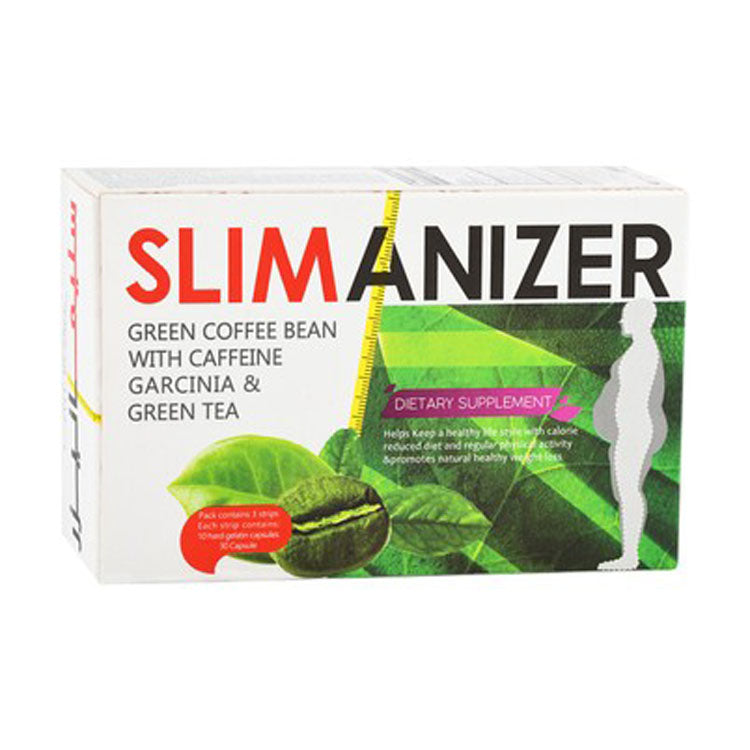 SLIMANIZER
GREEN COFFEE BEAN
WITH CAFFEINE
GARCINIA &
GREEN TEA
DIETARY SUPPLEMENT
Helps Keep a healthy life style with calorie
reduced diet and regular physical activity
&promotes natural healthy weight loss
Pack contains 3 strips
Each strip contains:
10 hard gelatin capsules
30 Capsule